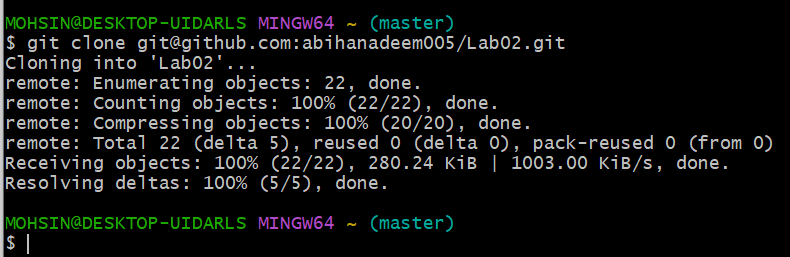 MOHSIN@DESKTOP-UIDARLS MINGW64 ~ (master)
$ git clone git@github.com:abihanadeem005/Lab02.git
Cloning into 'Lab02'...
remote: Enumerating objects: 22, done.
remote: Counting objects: 100% (22/22), done.
remote: Compressing objects: 100% (20/20), done.
remote: Total 22 (delta 5), reused 0 (delta 0), pack-reused 0 (from 0)
Receiving objects: 100% (22/22), 280.24 KiB | 1003.00 KiB/s, done.
Resolving deltas: 100% (5/5), done.
MOHSIN@DESKTOP-UIDARLS MINGW64 ~ (master)
$